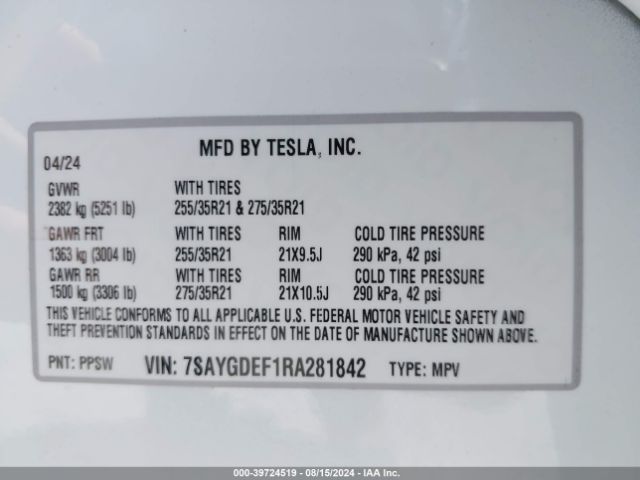 MFD BY TESLA, INC.
04/24
GVWR WITH TIRES
2382 kg (5251 lb) 255/35R21 & 275/35R21
GAWR FRT WITH TIRES RIM COLD TIRE PRESSURE
1363 kg (3004 lb) 255/35R21 21X9.5J 290 kPa, 42 psi
GAWR RR WITH TIRES RIM COLD TIRE PRESSURE
1500 kg (3306 lb) 275/35R21 21X10.5J 290 kPa, 42 psi
THIS VEHICLE CONFORMS TO ALL APPLICABLE U.S. FEDERAL MOTOR VEHICLE SAFETY AND
THEFT PREVENTION STANDARDS IN EFFECT ON THE DATE OF MANUFACTURE SHOWN ABOVE.
PNT: PPSW VIN: 7SAYGDEF1RA281842 TYPE: MPV
000-39724519 - 08/15/2024 - IAA Inc.